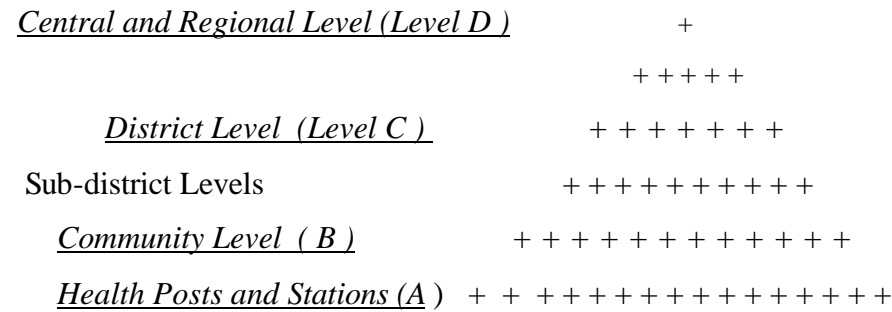 Central and Regional Level (Level D ) +
+ + + + +
District Level (Level C ) + + + + + + +
Sub-district Levels + + + + + + + + + +
Community Level ( B ) + + + + + + + + + + + +
Health Posts and Stations (A ) + + + + + + + + + + + + + + + +